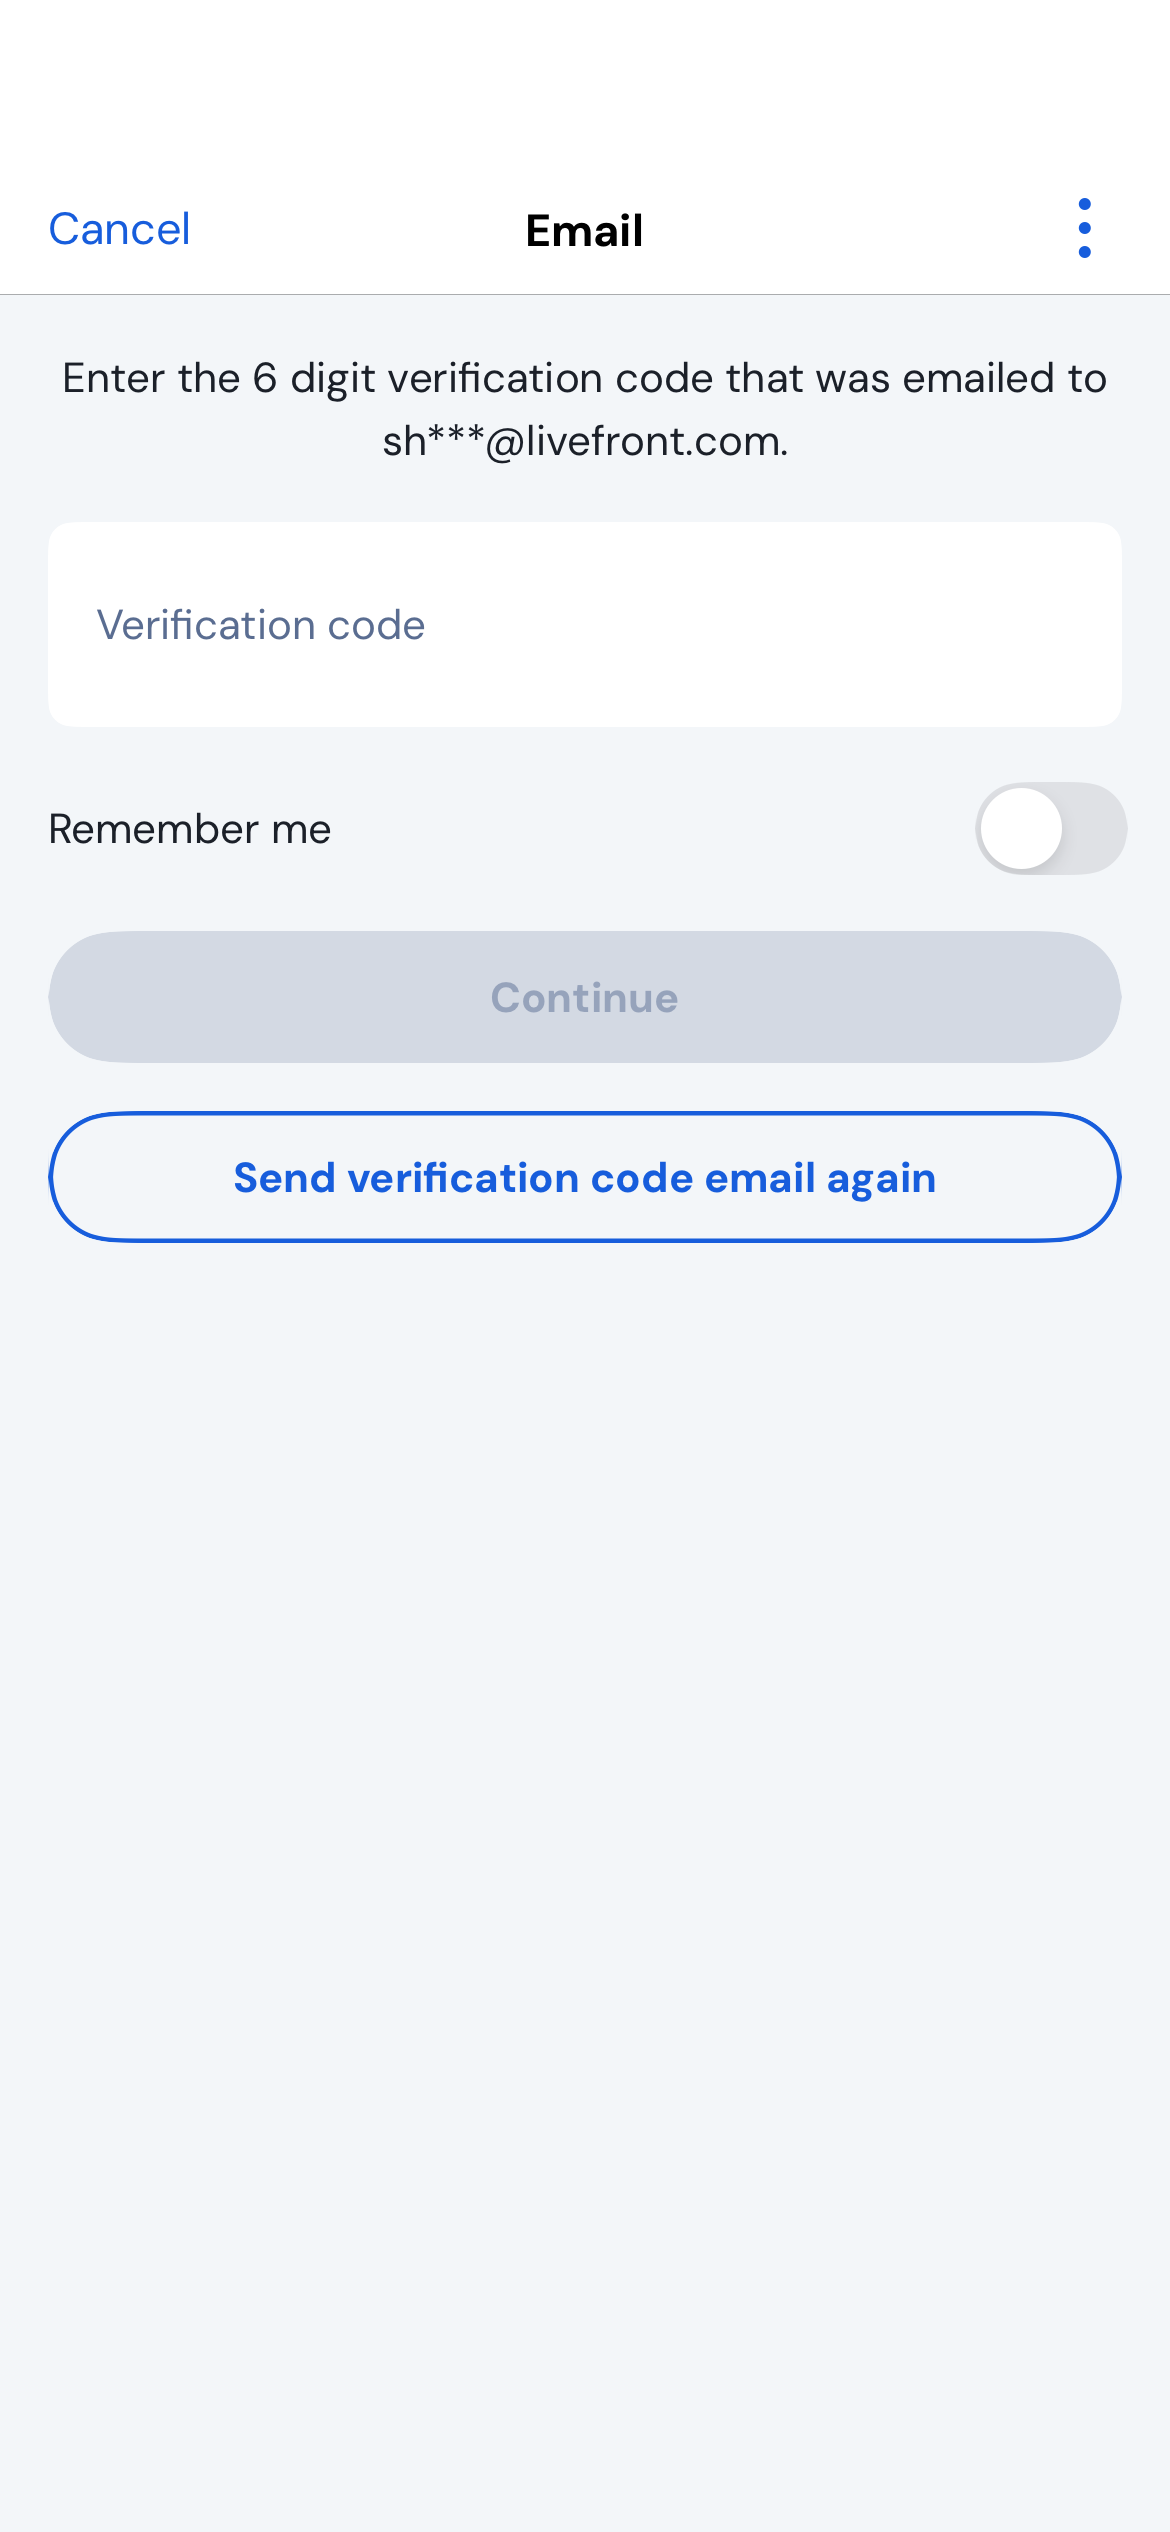 Cancel
Email
Enter the 6 digit verification code that was emailed to
sh***@livefront.com.
Verification code
Remember me
Continue
Send verification code email again